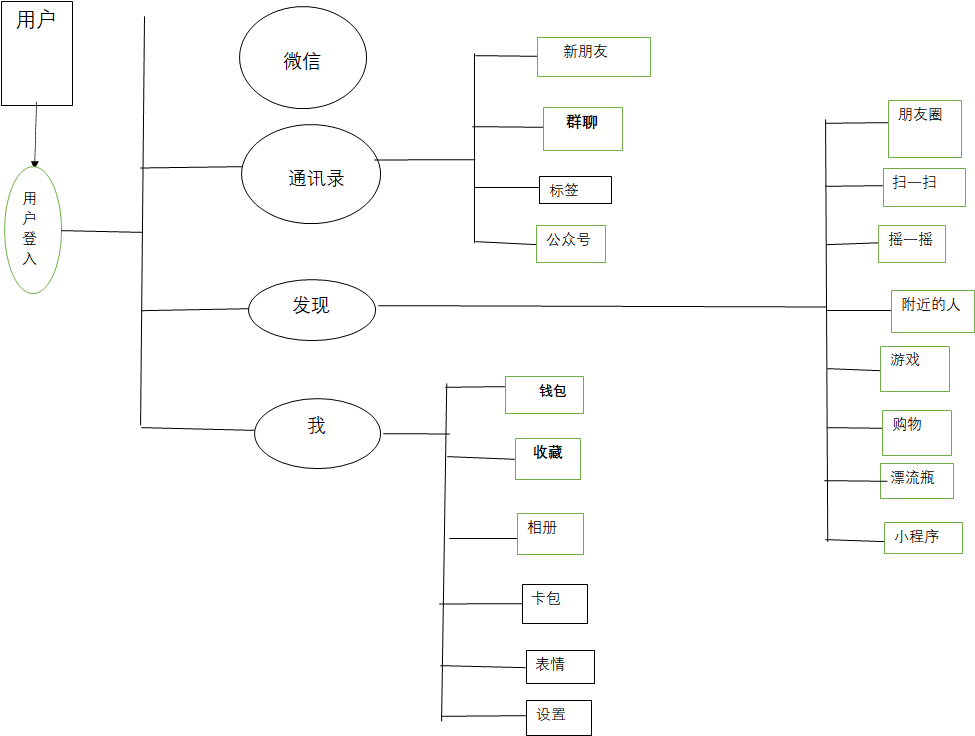 用户
用
户
登
入
微信
通讯录
新朋友
群聊
标签
公众号
发现
朋友圈
扫一扫
摇一摇
附近的人
游戏
购物
漂流瓶
小程序
我
钱包
收藏
相册
卡包
表情
设置